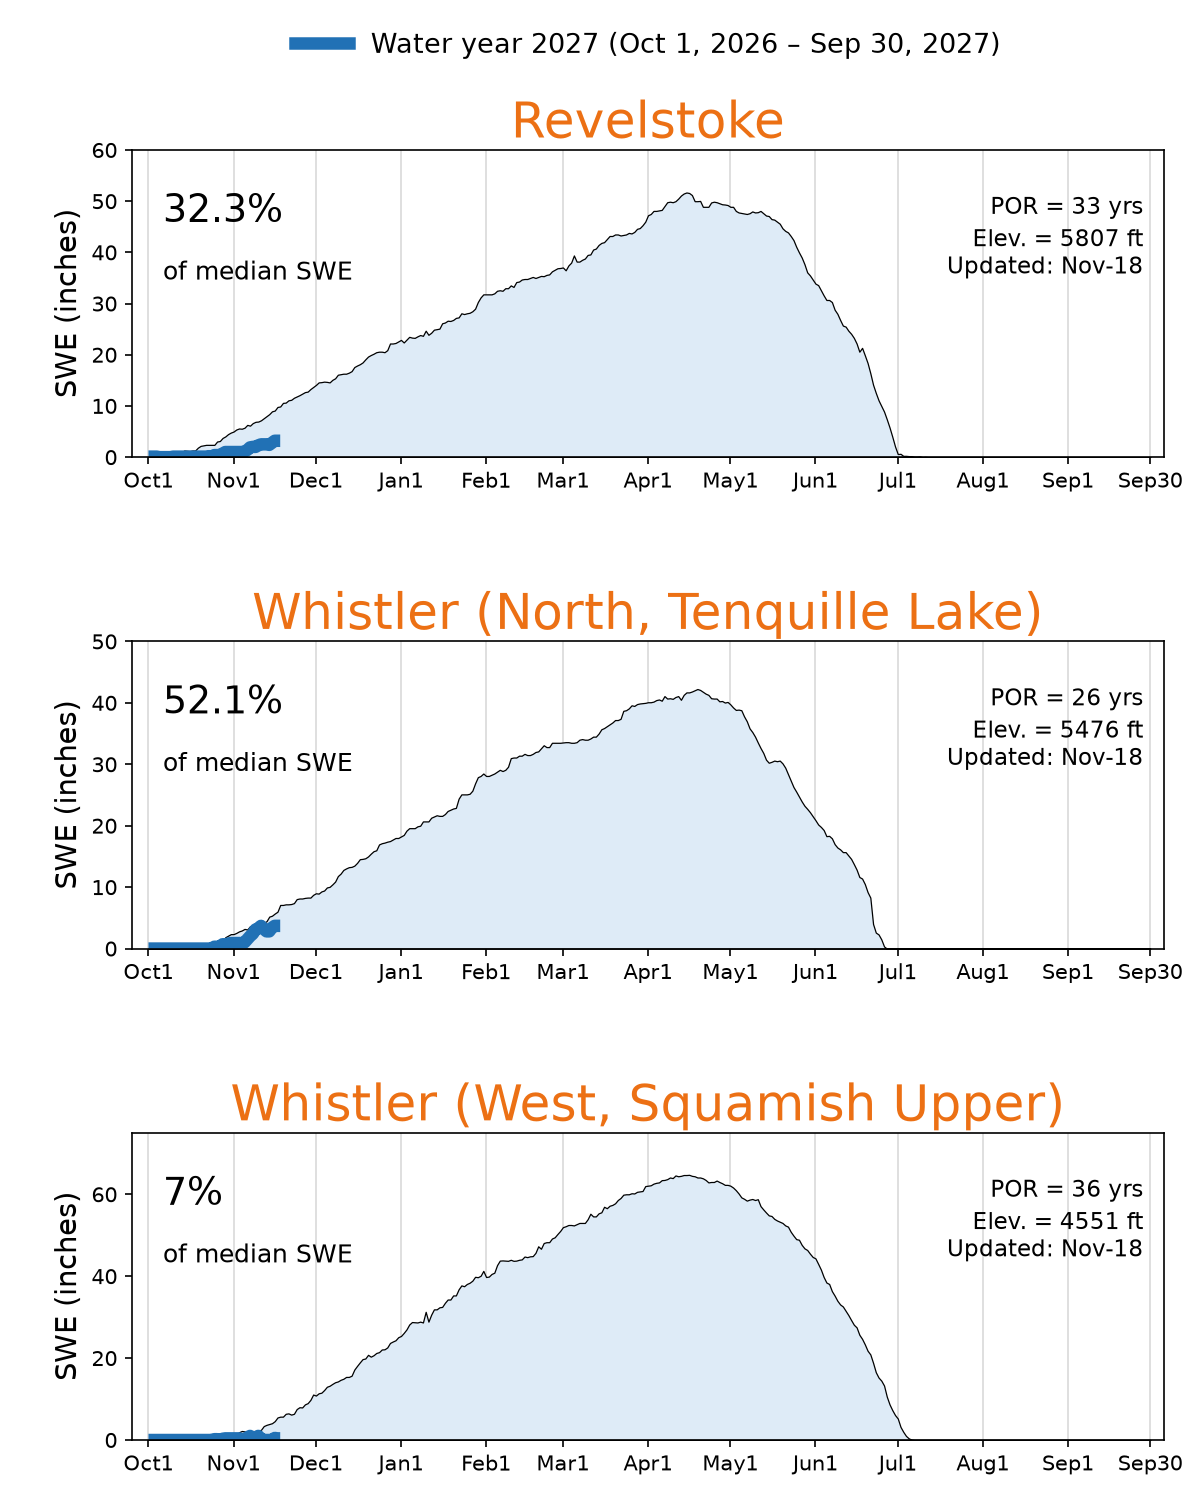 Water year 2027 (Oct 1, 2026 – Sep 30, 2027)
Revelstoke
60
50
40
30
20
10
0
SWE (inches)
32.3%
of median SWE
POR = 33 yrs
Elev. = 5807 ft
Updated: Nov-18
Oct1 Nov1 Dec1 Jan1 Feb1 Mar1 Apr1 May1 Jun1 Jul1 Aug1 Sep1 Sep30
Whistler (North, Tenquille Lake)
50
40
30
20
10
0
SWE (inches)
52.1%
of median SWE
POR = 26 yrs
Elev. = 5476 ft
Updated: Nov-18
Oct1 Nov1 Dec1 Jan1 Feb1 Mar1 Apr1 May1 Jun1 Jul1 Aug1 Sep1 Sep30
Whistler (West, Squamish Upper)
60
40
20
0
SWE (inches)
7%
of median SWE
POR = 36 yrs
Elev. = 4551 ft
Updated: Nov-18
Oct1 Nov1 Dec1 Jan1 Feb1 Mar1 Apr1 May1 Jun1 Jul1 Aug1 Sep1 Sep30